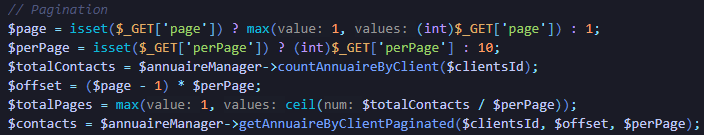 // Pagination
$page = isset($_GET['page']) ? max(value: 1, values: (int)$_GET['page']) : 1;
$perPage = isset($_GET['perPage']) ? (int)$_GET['perPage'] : 10;
$totalContacts = $annuaireManager->countAnnuaireByClient($clientsId);
$offset = ($page - 1) * $perPage;
$totalPages = max(value: 1, values: ceil(num: $totalContacts / $perPage));
$contacts = $annuaireManager->getAnnuaireByClientPaginated($clientsId, $offset, $perPage);